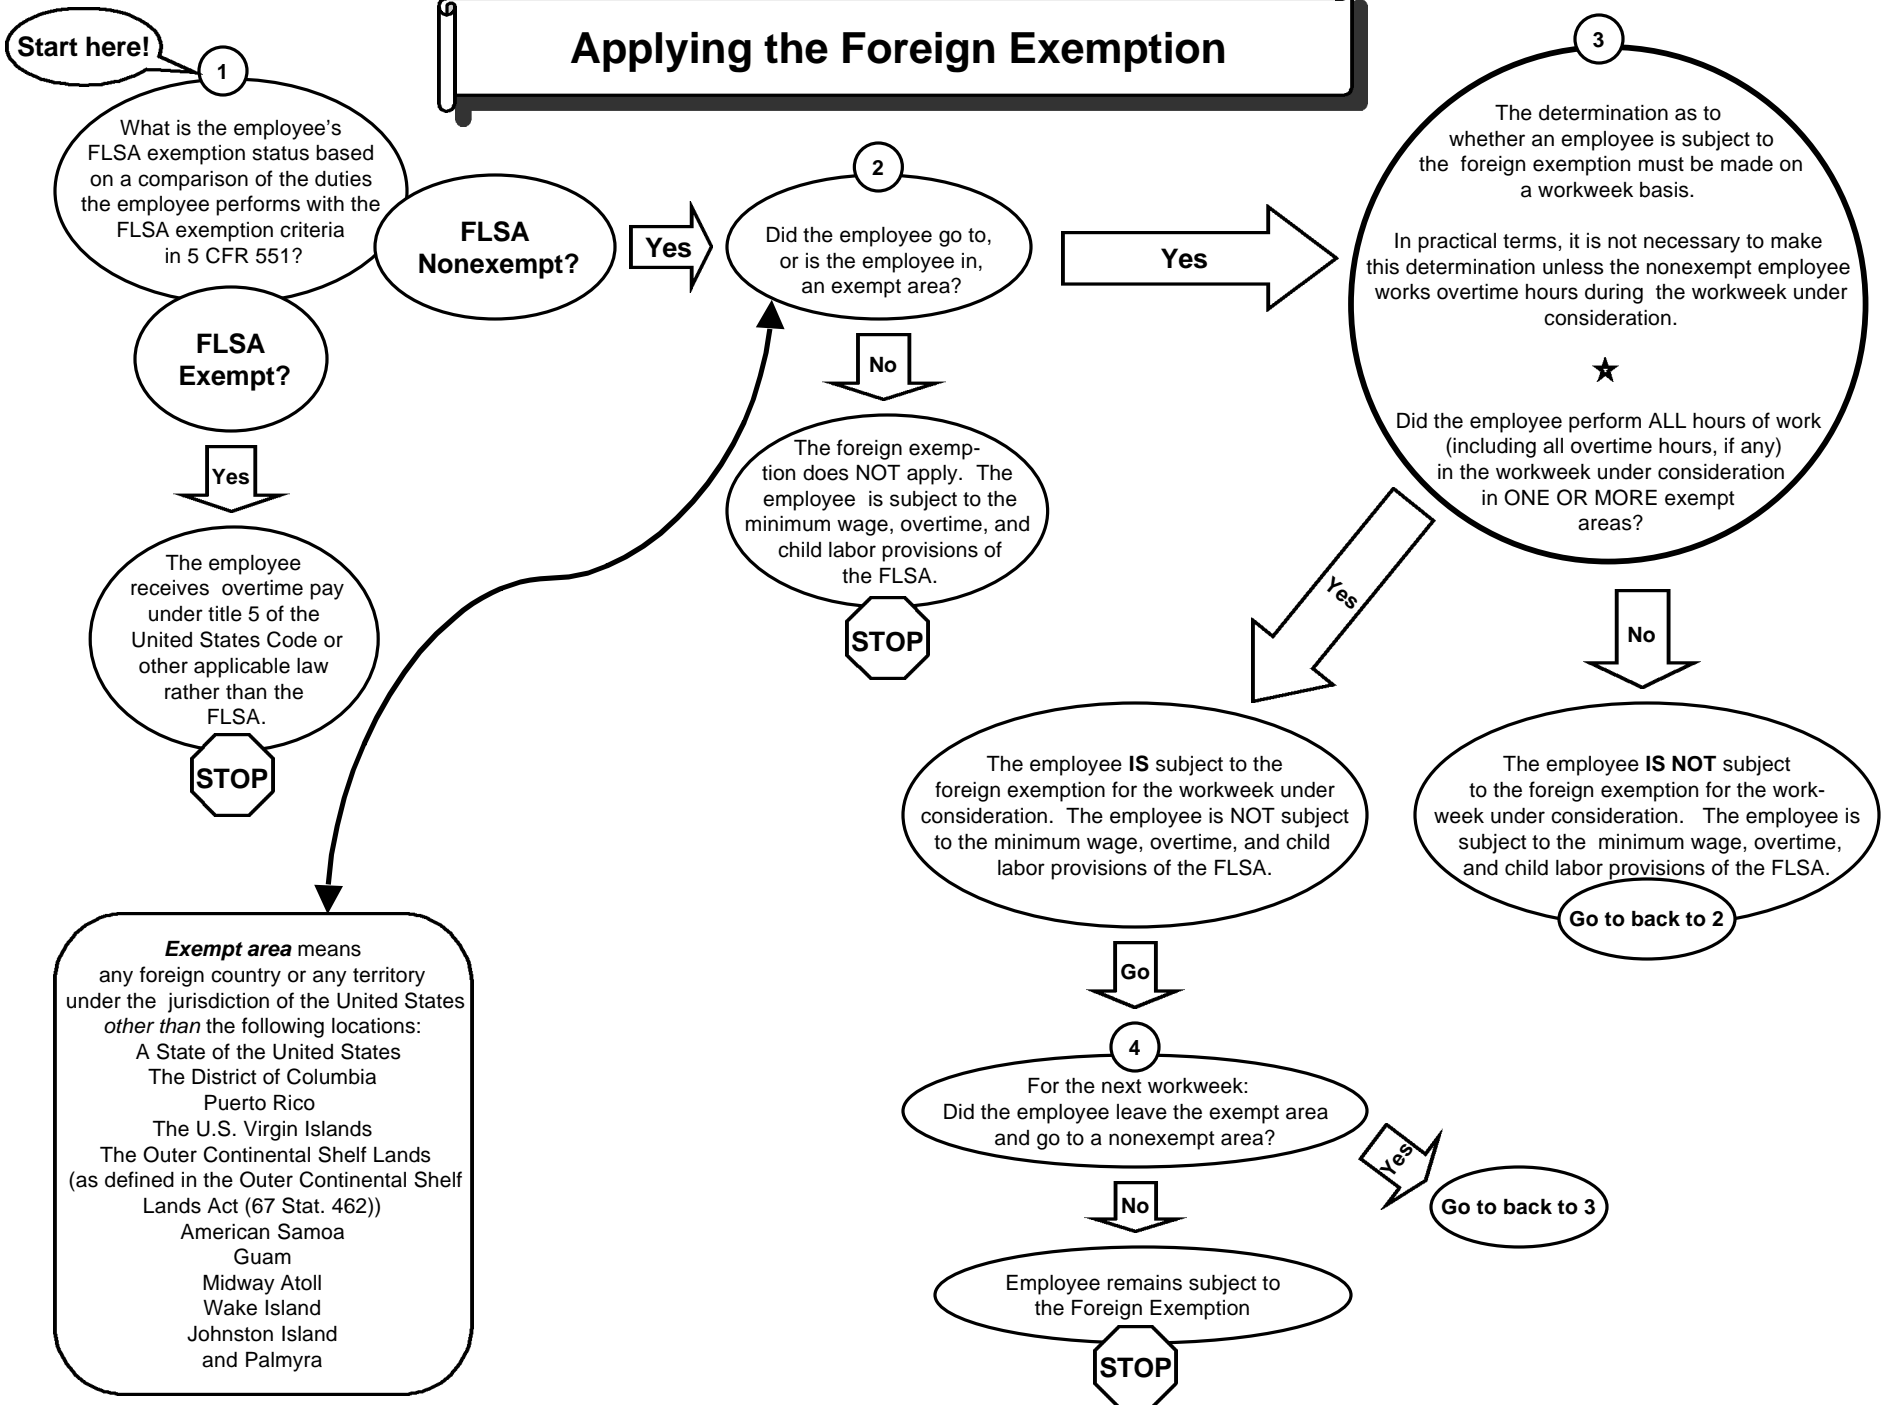 Applying the Foreign Exemption
Start here!
1
What is the employee's
FLSA exemption status based
on a comparison of the duties
the employee performs with the
FLSA exemption criteria
in 5 CFR 551?
FLSA
Nonexempt?
Yes
FLSA
Exempt?
Yes
The employee
receives overtime pay
under title 5 of the
United States Code or
other applicable law
rather than the
FLSA.
STOP
2
Did the employee go to,
or is the employee in,
an exempt area?
Yes
No
The foreign exemp-
tion does NOT apply. The
employee is subject to the
minimum wage, overtime, and
child labor provisions of
the FLSA.
STOP
Exempt area means
any foreign country or any territory
under the jurisdiction of the United States
other than the following locations:
A State of the United States
The District of Columbia
Puerto Rico
The U.S. Virgin Islands
The Outer Continental Shelf Lands
(as defined in the Outer Continental Shelf
Lands Act (67 Stat. 462))
American Samoa
Guam
Midway Atoll
Wake Island
Johnston Island
and Palmyra
3
The determination as to
whether an employee is subject to
the foreign exemption must be made on
a workweek basis.
In practical terms, it is not necessary to make
this determination unless the nonexempt employee
works overtime hours during the workweek under
consideration.
Did the employee perform ALL hours of work
(including all overtime hours, if any)
in the workweek under consideration
in ONE OR MORE exempt
areas?
Yes
No
The employee IS subject to the
foreign exemption for the workweek under
consideration. The employee is NOT subject
to the minimum wage, overtime, and child
labor provisions of the FLSA.
The employee IS NOT subject
to the foreign exemption for the work-
week under consideration. The employee is
subject to the minimum wage, overtime,
and child labor provisions of the FLSA.
Go to back to 2
Go
4
For the next workweek:
Did the employee leave the exempt area
and go to a nonexempt area?
Yes
Go to back to 3
No
Employee remains subject to
the Foreign Exemption
STOP